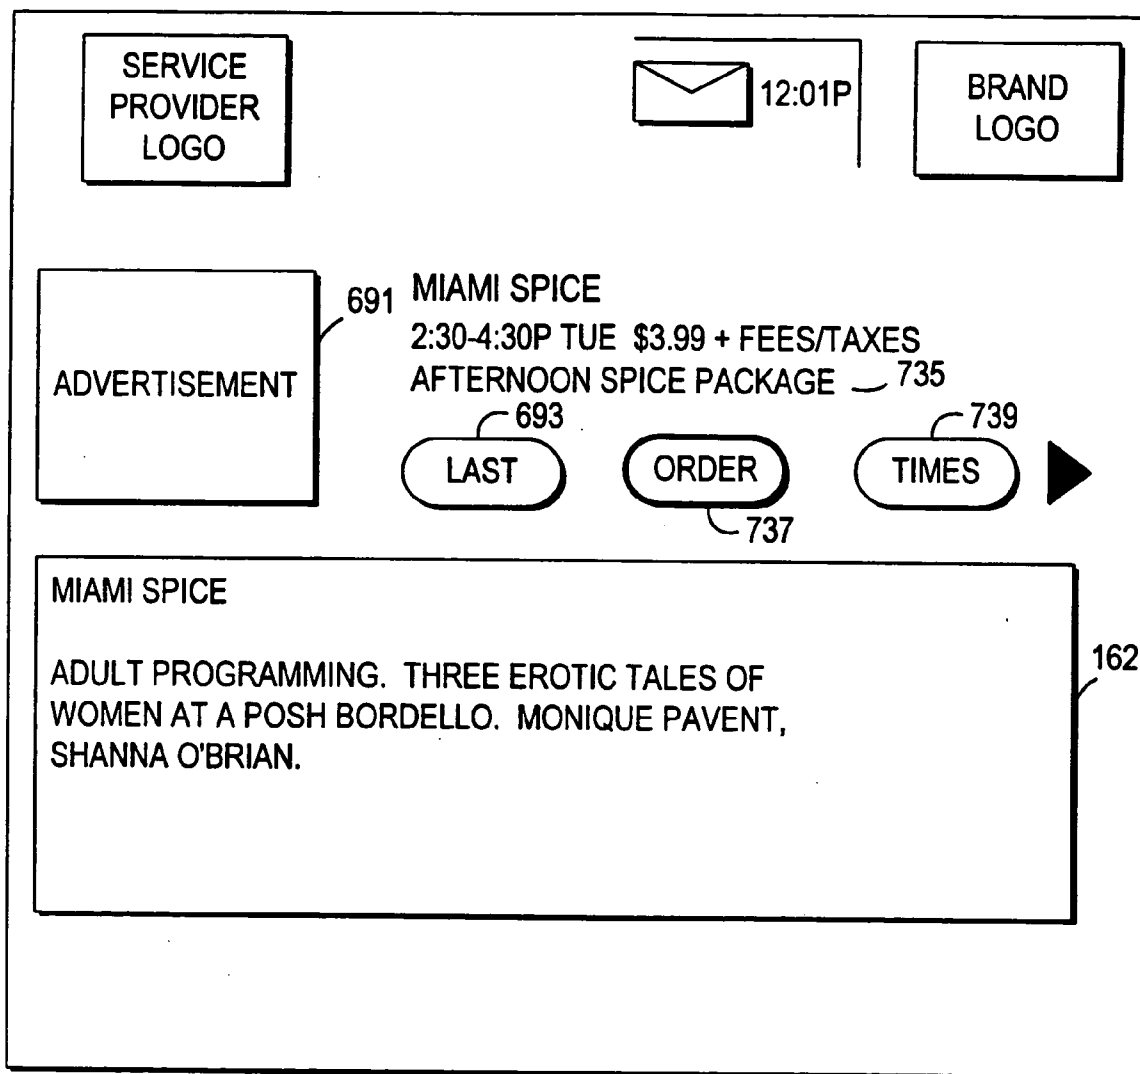 SERVICE
PROVIDER
LOGO
12:01P
BRAND
LOGO
ADVERTISEMENT
691
MIAMI SPICE
2:30-4:30P TUE $3.99 + FEES/TAXES
AFTERNOON SPICE PACKAGE 735
693
739
LAST
ORDER
TIMES
737
MIAMI SPICE
ADULT PROGRAMMING. THREE EROTIC TALES OF
WOMEN AT A POSH BORDELLO. MONIQUE PAVENT,
SHANNA O'BRIAN.
162